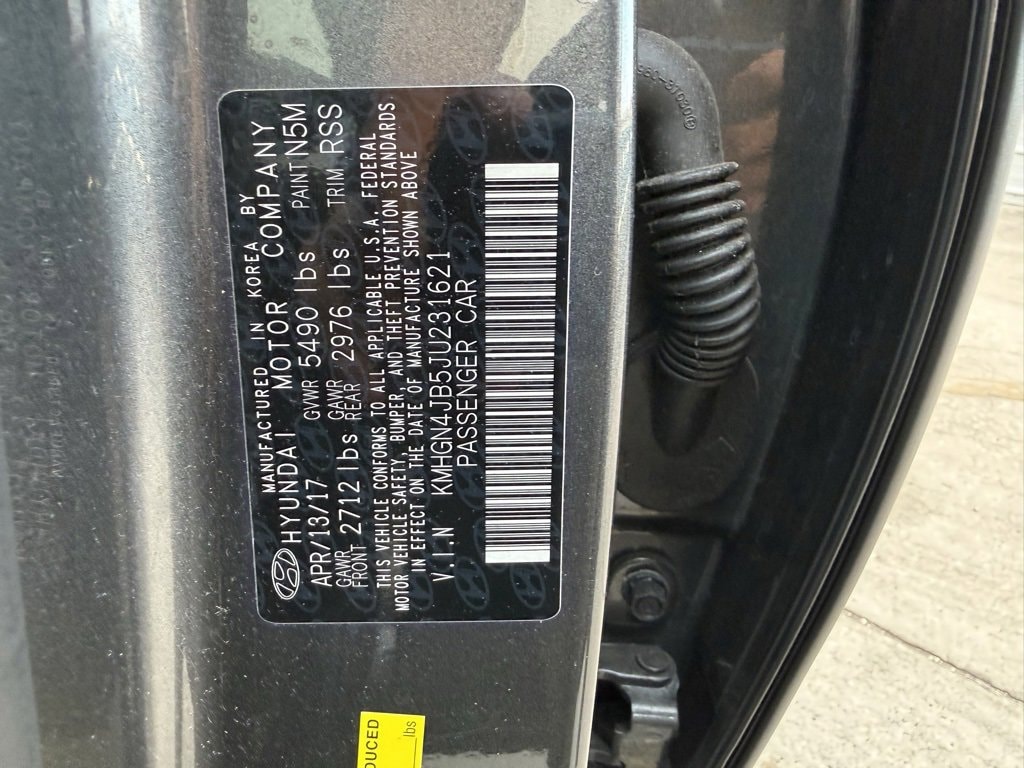 MANUFACTURED IN KOREA BY
HYUNDAI MOTOR COMPANY
APR/13/17 GVWR 5490 lbs PAINT N5M
GAWR FRONT 2712 lbs GAWR REAR 2976 lbs TRIM RSS
THIS VEHICLE CONFORMS TO ALL APPLICABLE U.S.A. FEDERAL
MOTOR VEHICLE SAFETY, BUMPER, AND THEFT PREVENTION STANDARDS
IN EFFECT ON THE DATE OF MANUFACTURE SHOWN ABOVE
V.I.N KMHGN4JB5JU231621
PASSENGER CAR
DUCED
lbs